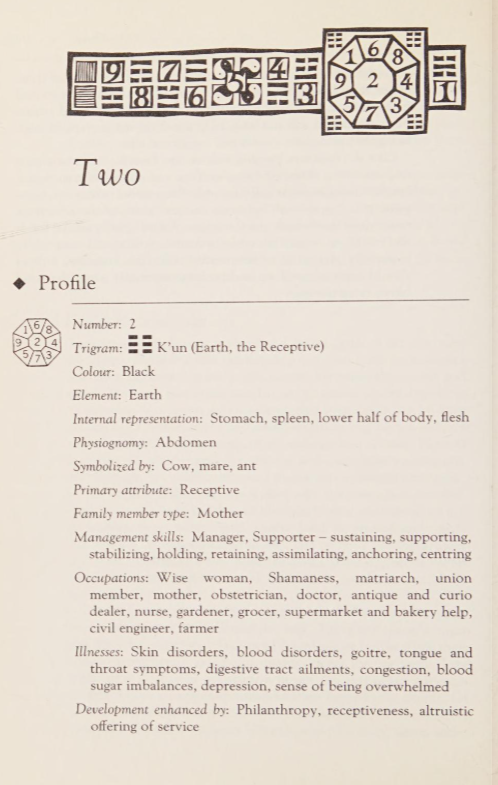 9 7 5 4 1 6 8
8 6 3 9 2 4 1
5 7 3
Two
◆ Profile
1 6 8
9 2 4
5 7 3
Number: 2
Trigram: ☷ K'un (Earth, the Receptive)
Colour: Black
Element: Earth
Internal representation: Stomach, spleen, lower half of body, flesh
Physiognomy: Abdomen
Symbolized by: Cow, mare, ant
Primary attribute: Receptive
Family member type: Mother
Management skills: Manager, Supporter – sustaining, supporting,
stabilizing, holding, retaining, assimilating, anchoring, centring
Occupations: Wise woman, Shamaness, matriarch, union
member, mother, obstetrician, doctor, antique and curio
dealer, nurse, gardener, grocer, supermarket and bakery help,
civil engineer, farmer
Illnesses: Skin disorders, blood disorders, goitre, tongue and
throat symptoms, digestive tract ailments, congestion, blood
sugar imbalances, depression, sense of being overwhelmed
Development enhanced by: Philanthropy, receptiveness, altruistic
offering of service